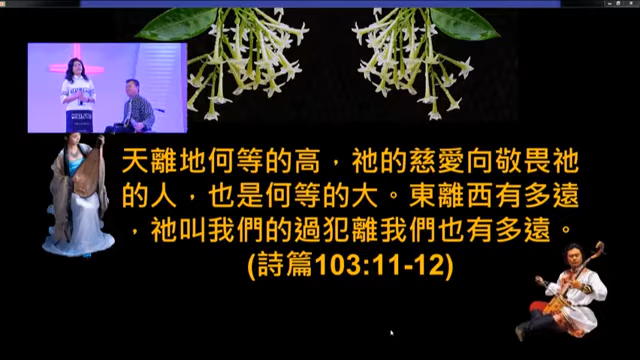 天離地何等的高，祂的慈愛向敬畏祂
的人，也是何等的大。東離西有多遠
，祂叫我們的過犯離我們也有多遠。
(詩篇103:11-12)